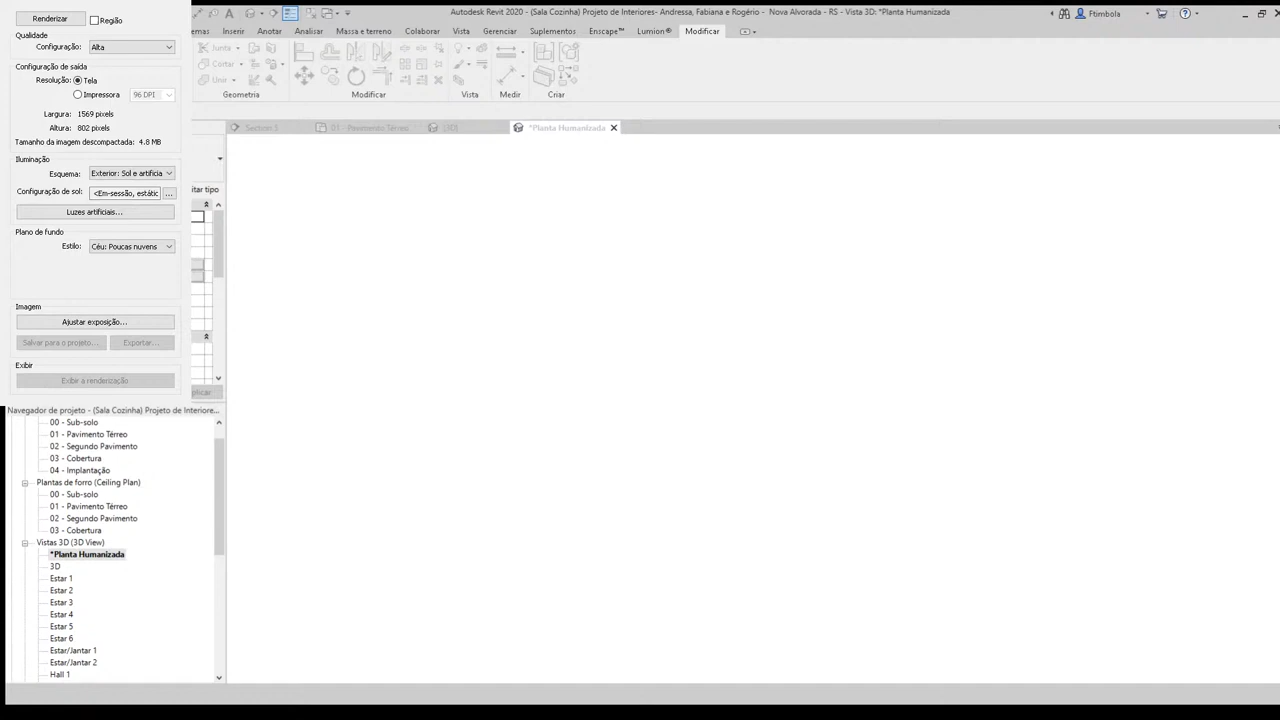 Autodesk Revit 2020 - (Sala Cozinha) Projeto de Interiores- Andressa, Fabiana e Rogério - Nova Alvorada - RS - Vista 3D: *Planta Humanizada
Ftimbola
Inserir Anotar Analisar Massa e terreno Colaborar Vista Gerenciar Suplementos Enscape™ Lumion® Modificar
Junta
Cortar
Unir
Geometria Modificar Vista Medir Criar
01 - Pavimento Térreo {3D} *Planta Humanizada
Renderizar Região
Qualidade
Configuração: Alta
Configuração de saída
Resolução: Tela
Impressora 96 DPI
Largura: 1569 pixels
Altura: 802 pixels
Tamanho da imagem descompactada: 4.8 MB
Iluminação
Esquema: Exterior: Sol e artificia
Configuração de sol: <Em-sessão, estátic ...
itar tipo
Luzes artificiais...
Plano de fundo
Estilo: Céu: Poucas nuvens
Imagem
Ajustar exposição...
Salvar para o projeto... Exportar...
Exibir
Exibir a renderização
plicar
Navegador de projeto - (Sala Cozinha) Projeto de Interiore...
00 - Sub-solo
01 - Pavimento Térreo
02 - Segundo Pavimento
03 - Cobertura
04 - Implantação
Plantas de forro (Ceiling Plan)
00 - Sub-solo
01 - Pavimento Térreo
02 - Segundo Pavimento
03 - Cobertura
Vistas 3D (3D View)
*Planta Humanizada
3D
Estar 1
Estar 2
Estar 3
Estar 4
Estar 5
Estar 6
Estar/Jantar 1
Estar/Jantar 2
Hall 1